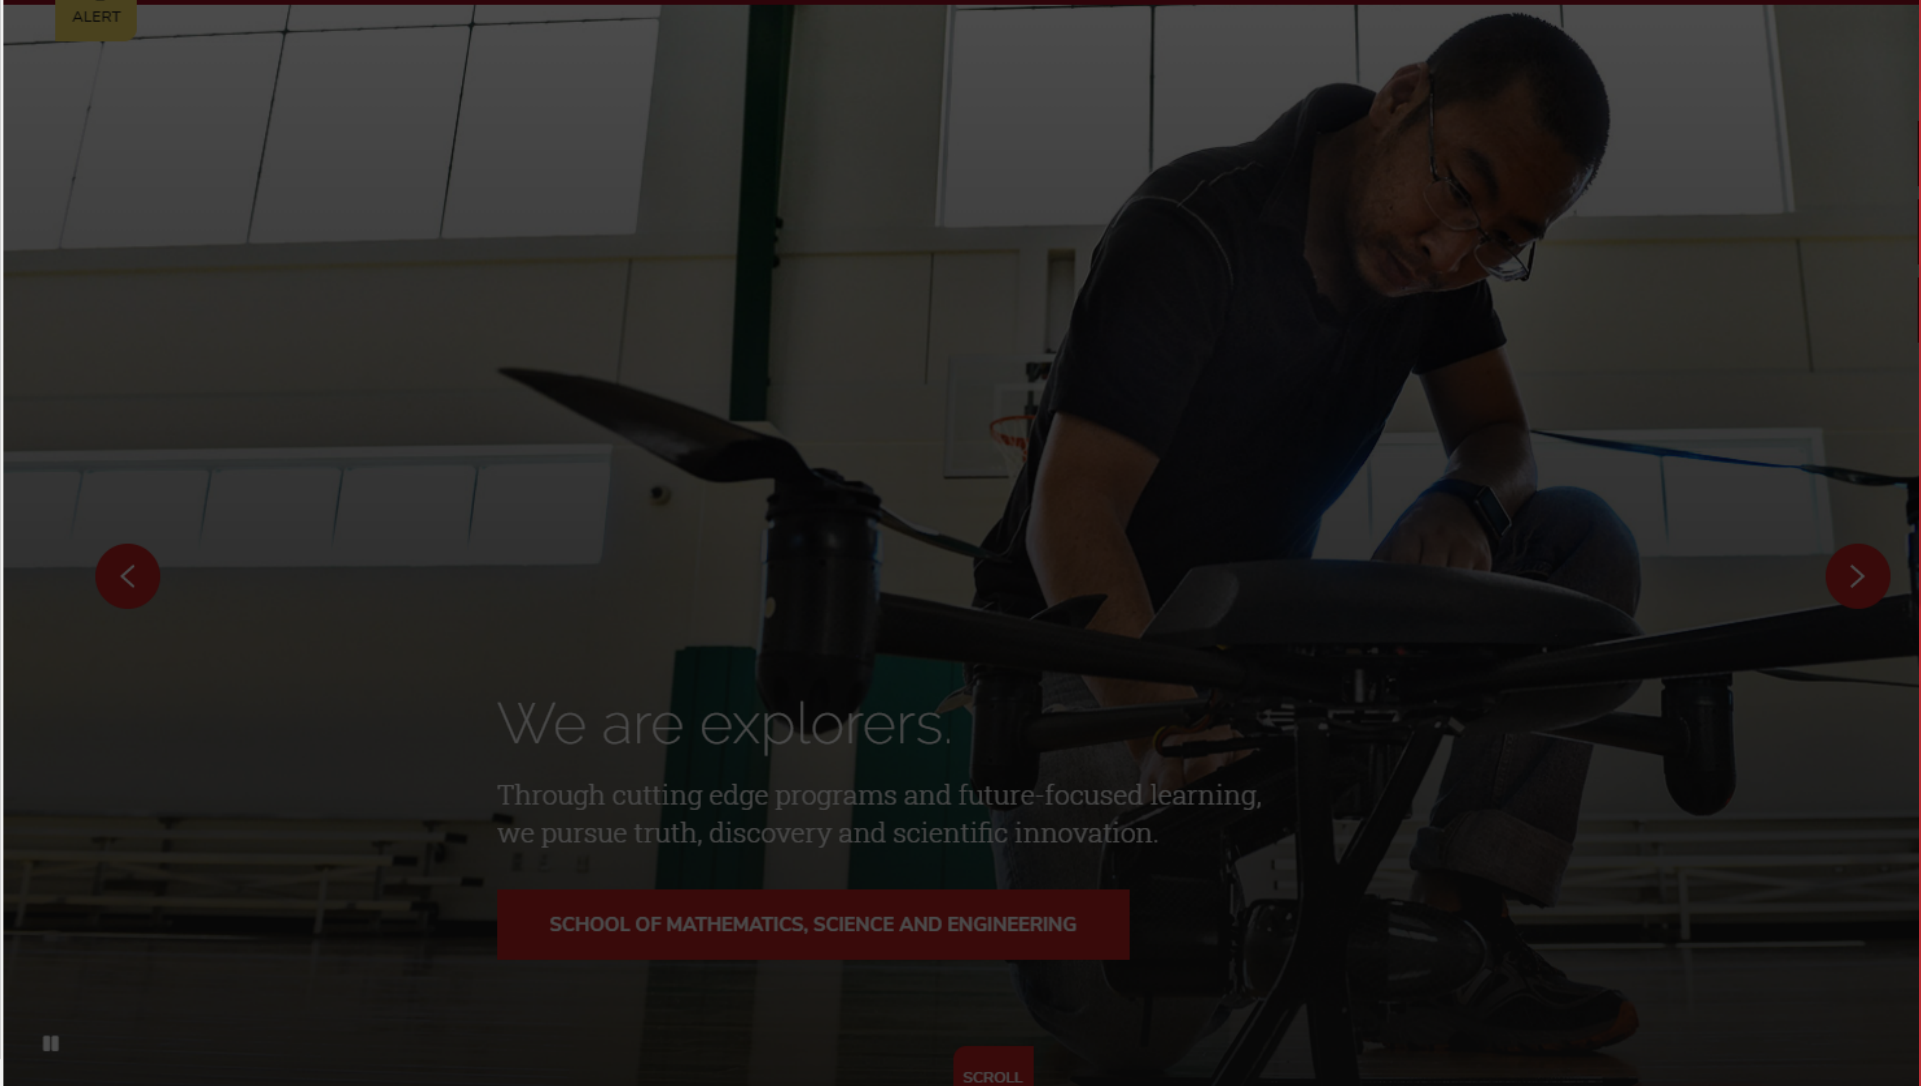 ALERT
We are explorers.
Through cutting edge programs and future-focused learning,
we pursue truth, discovery and scientific innovation.
SCHOOL OF MATHEMATICS, SCIENCE AND ENGINEERING
SCROLL